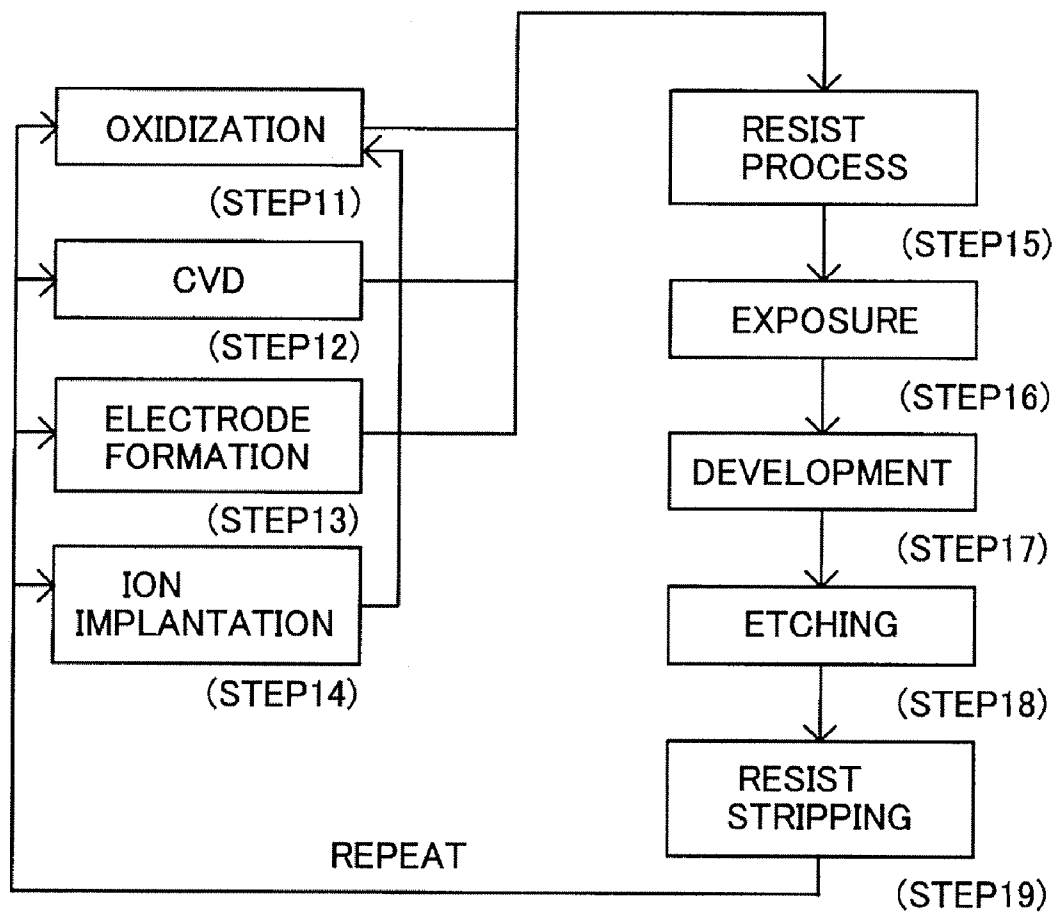 OXIDIZATION
(STEP11)
CVD
(STEP12)
ELECTRODE
FORMATION
(STEP13)
ION
IMPLANTATION
(STEP14)
RESIST
PROCESS
(STEP15)
EXPOSURE
(STEP16)
DEVELOPMENT
(STEP17)
ETCHING
(STEP18)
RESIST
STRIPPING
(STEP19)
REPEAT